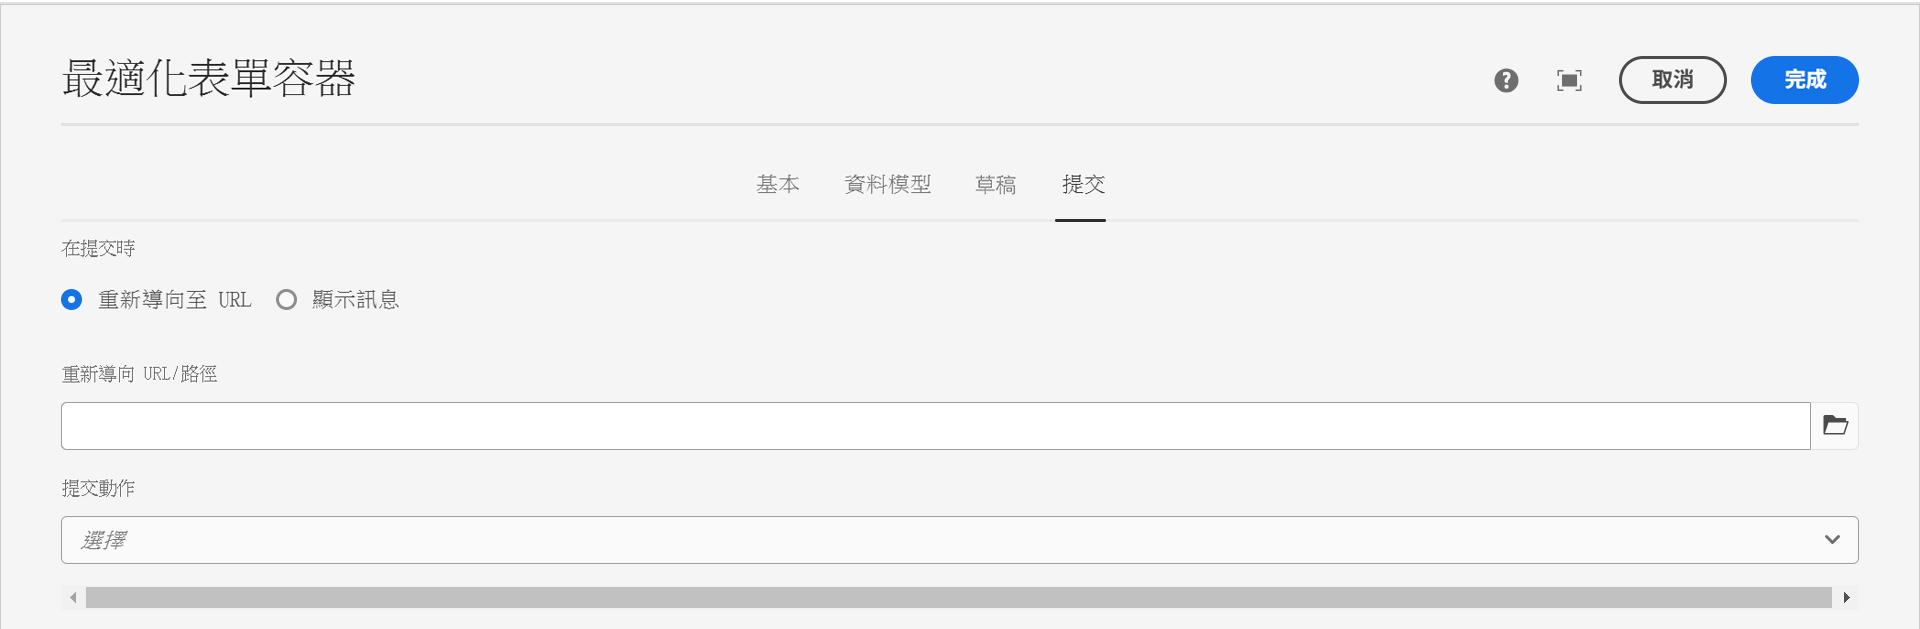 最適化表單容器
取消
完成
基本 資料模型 草稿 提交
在提交時
重新導向至 URL 顯示訊息
重新導向 URL/路徑
提交動作
選擇